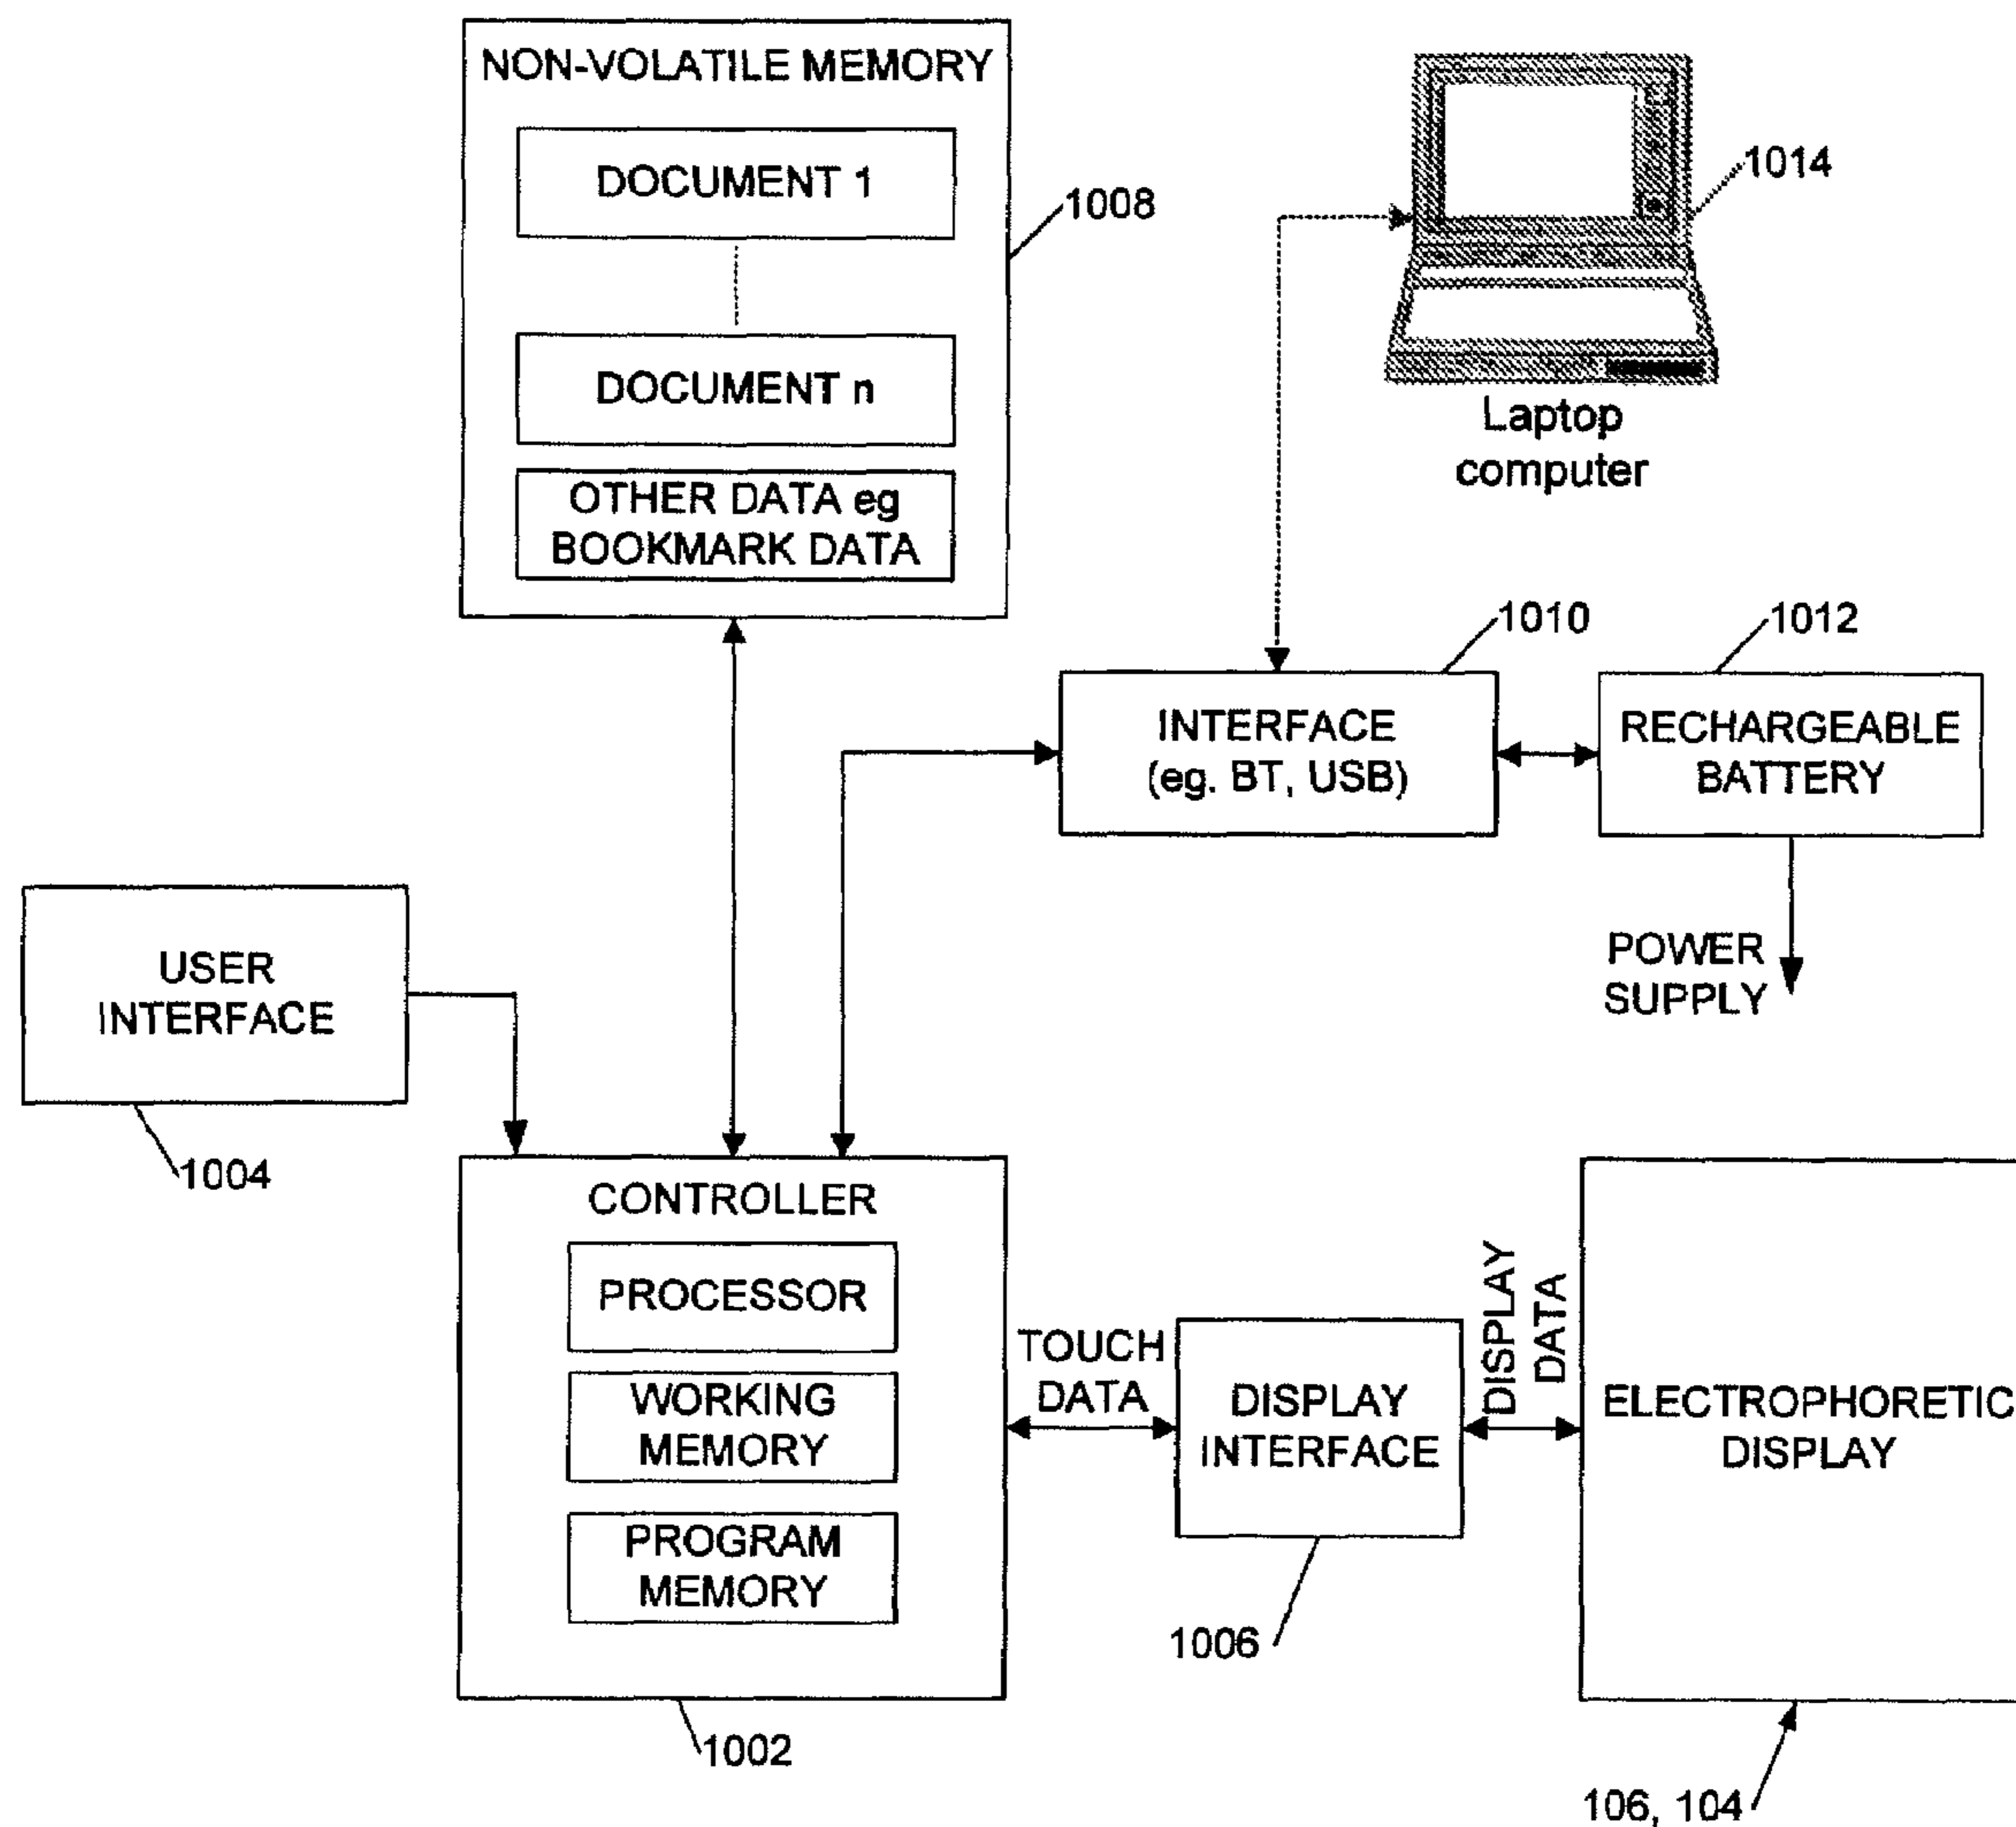 NON-VOLATILE MEMORY
DOCUMENT 1
DOCUMENT n
OTHER DATA eg
BOOKMARK DATA
1008
1014
Laptop
computer
1010
1012
INTERFACE
(eg. BT, USB)
RECHARGEABLE
BATTERY
POWER
SUPPLY
USER
INTERFACE
1004
CONTROLLER
PROCESSOR
WORKING
MEMORY
PROGRAM
MEMORY
1002
TOUCH
DATA
DISPLAY
INTERFACE
1006
DISPLAY
DATA
ELECTROPHORETIC
DISPLAY
106, 104